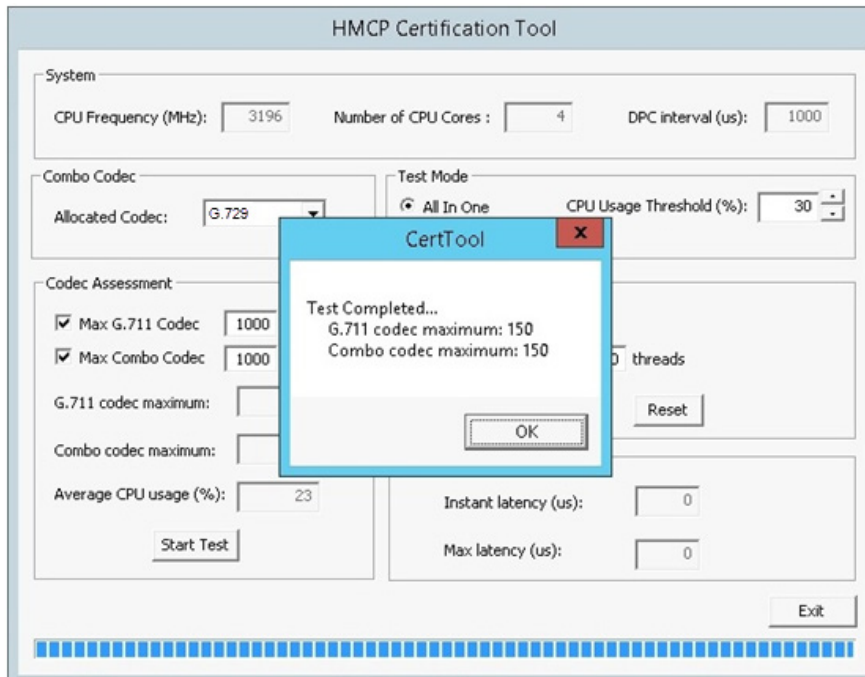 HMCP Certification Tool
System
CPU Frequency (MHz): 3196 Number of CPU Cores : 4 DPC interval (us): 1000
Combo Codec Test Mode
Allocated Codec: G.729 All In One CPU Usage Threshold (%): 30
CertTool x
Codec Assessment
Test Completed...
Max G.711 Codec 1000 G.711 codec maximum: 150
Max Combo Codec 1000 Combo codec maximum: 150 threads
G.711 codec maximum: Reset
OK
Combo codec maximum:
Average CPU usage (%): 23 Instant latency (us): 0
Start Test Max latency (us): 0
Exit